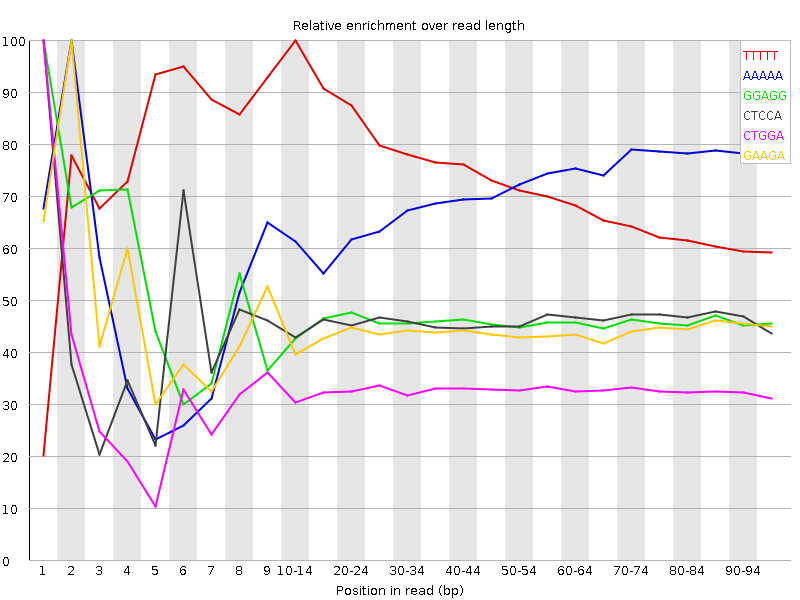 Relative enrichment over read length
100
90
80
70
60
50
40
30
20
10
0
TTTTT
AAAAA
GGAGG
CTCCA
CTGGA
GAAGA
1 2 3 4 5 6 7 8 9 10-14 20-24 30-34 40-44 50-54 60-64 70-74 80-84 90-94
Position in read (bp)